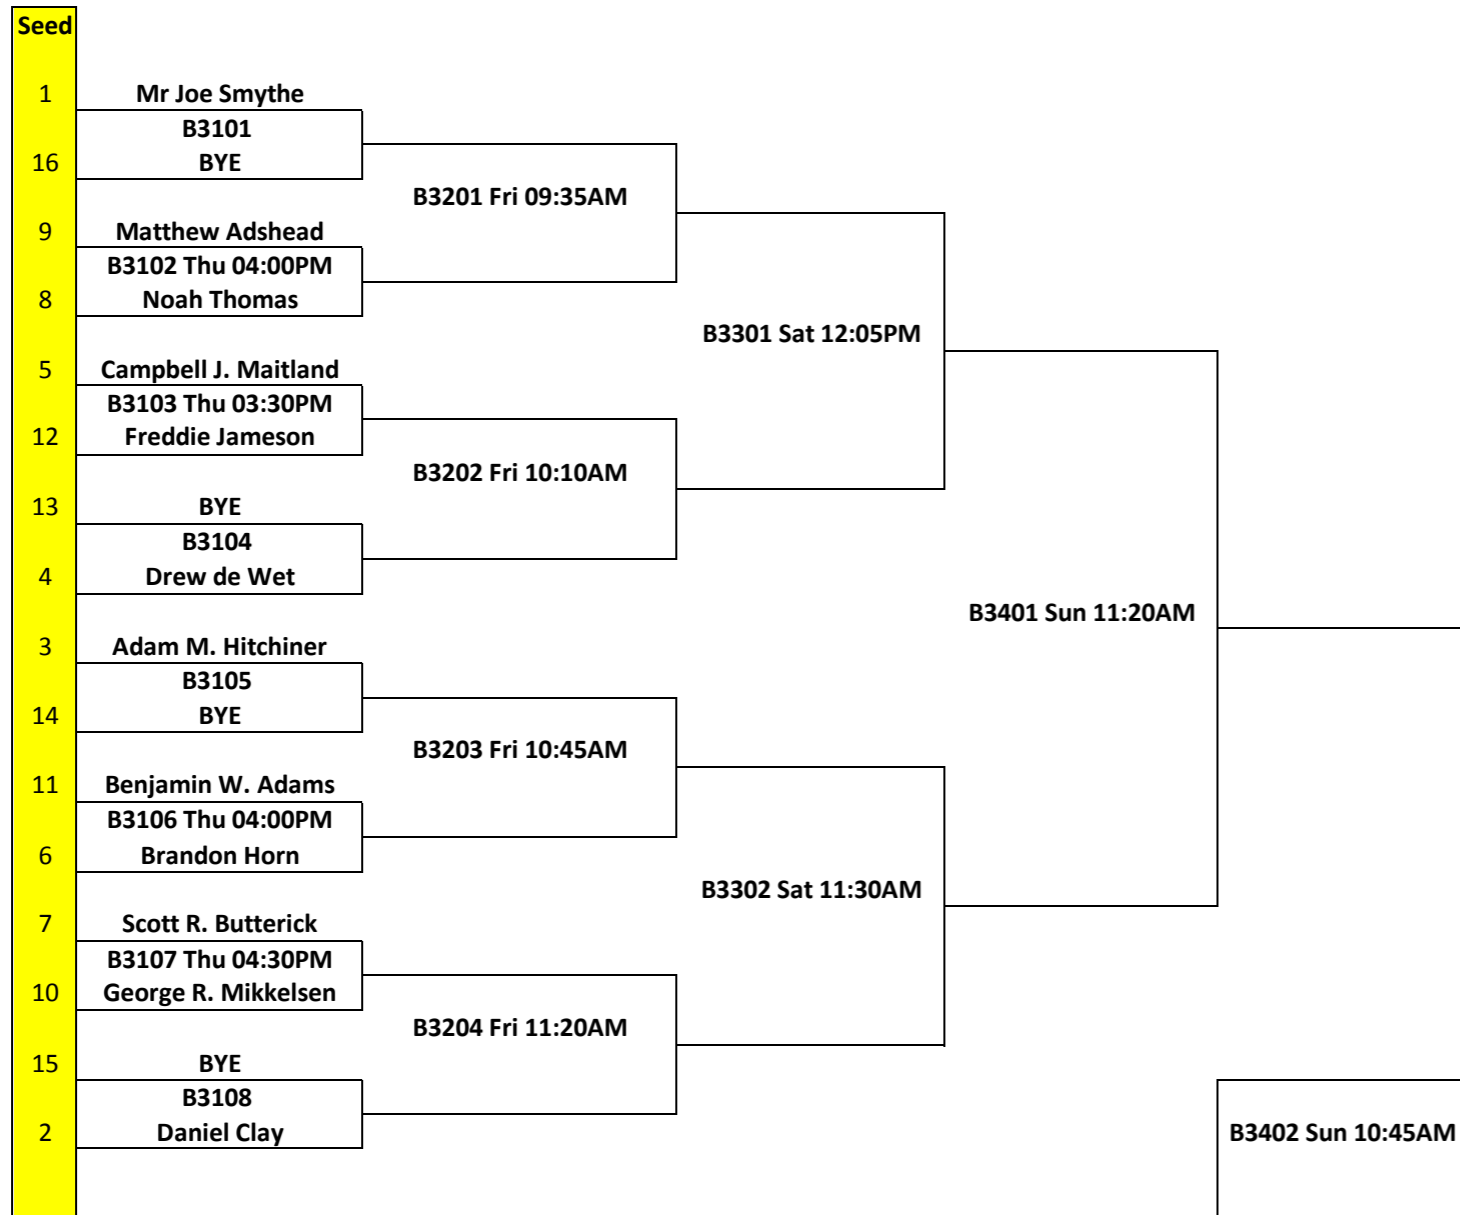 Seed
1 Mr Joe Smythe
B3101
16 BYE
B3201 Fri 09:35AM
9 Matthew Adshead
B3102 Thu 04:00PM
8 Noah Thomas
B3301 Sat 12:05PM
5 Campbell J. Maitland
B3103 Thu 03:30PM
12 Freddie Jameson
B3202 Fri 10:10AM
13 BYE
B3104
4 Drew de Wet
B3401 Sun 11:20AM
3 Adam M. Hitchiner
B3105
14 BYE
B3203 Fri 10:45AM
11 Benjamin W. Adams
B3106 Thu 04:00PM
6 Brandon Horn
B3302 Sat 11:30AM
7 Scott R. Butterick
B3107 Thu 04:30PM
10 George R. Mikkelsen
B3204 Fri 11:20AM
15 BYE
B3108
2 Daniel Clay
B3402 Sun 10:45AM